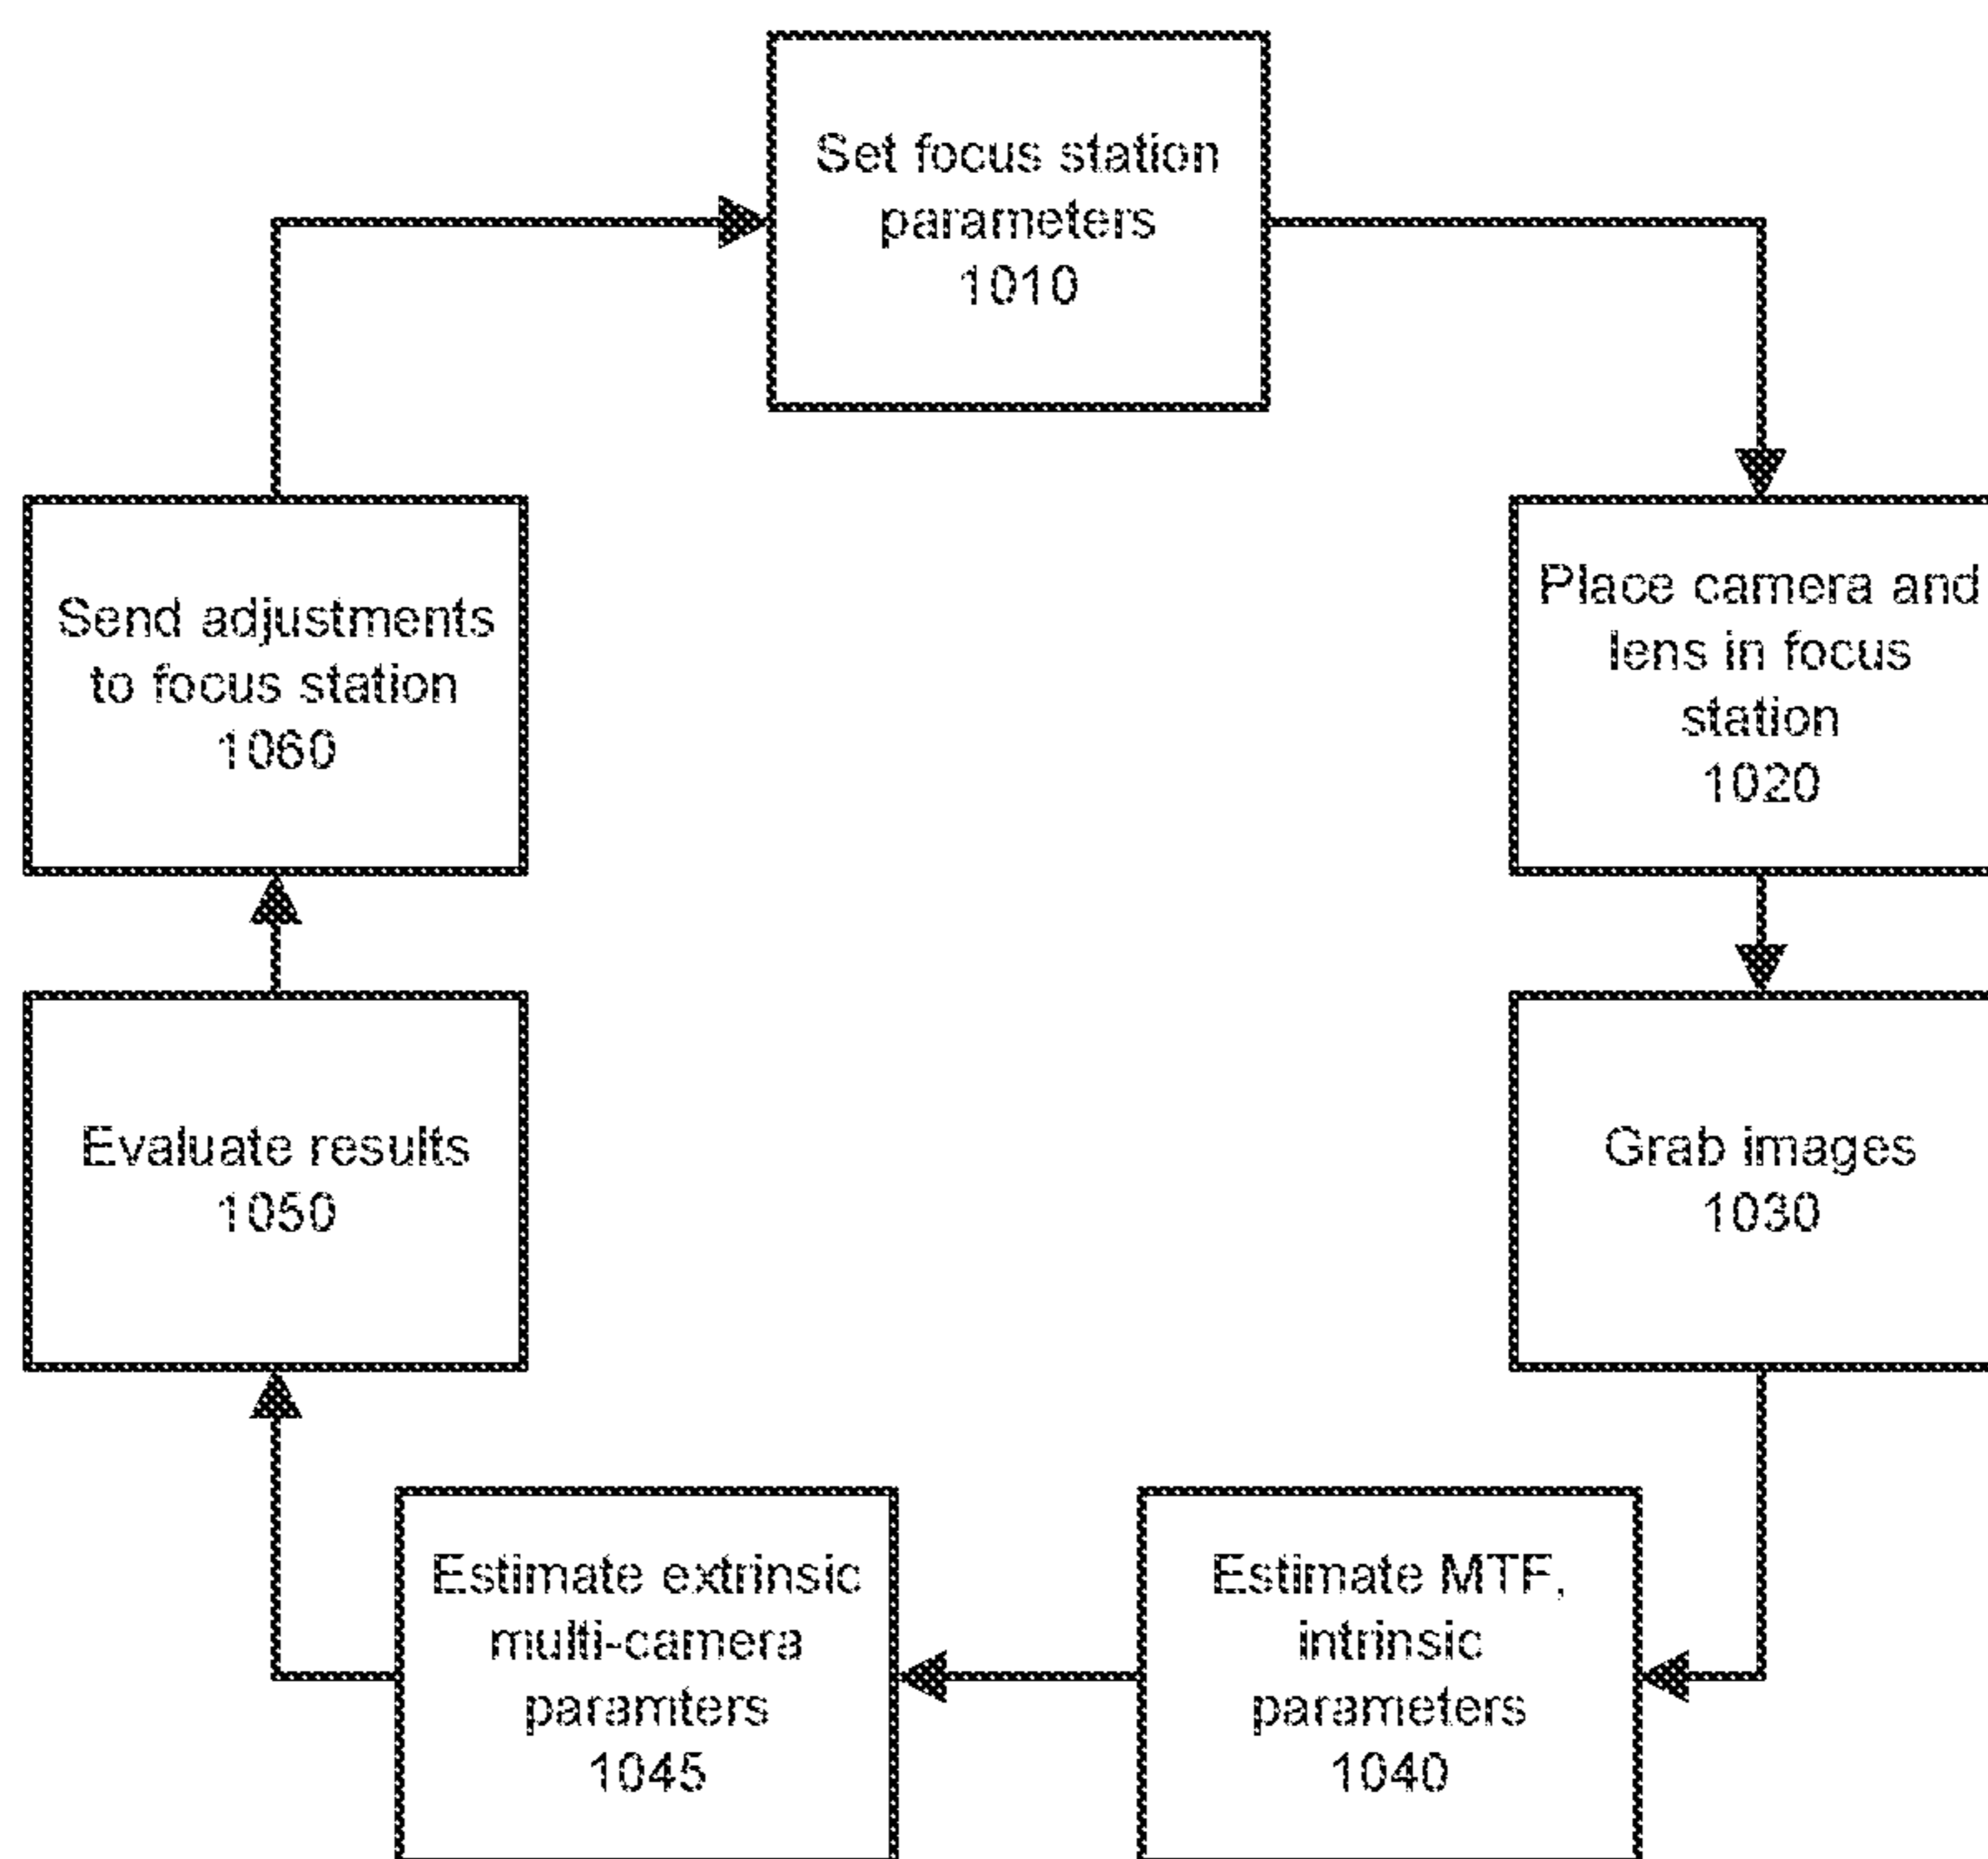 Set focus station
parameters
1010
Place camera and
lens in focus
station
1020
Grab images
1030
Estimate MTF,
intrinsic
parameters
1040
Estimate extrinsic
multi-camera
paramters
1045
Evaluate results
1050
Send adjustments
to focus station
1060